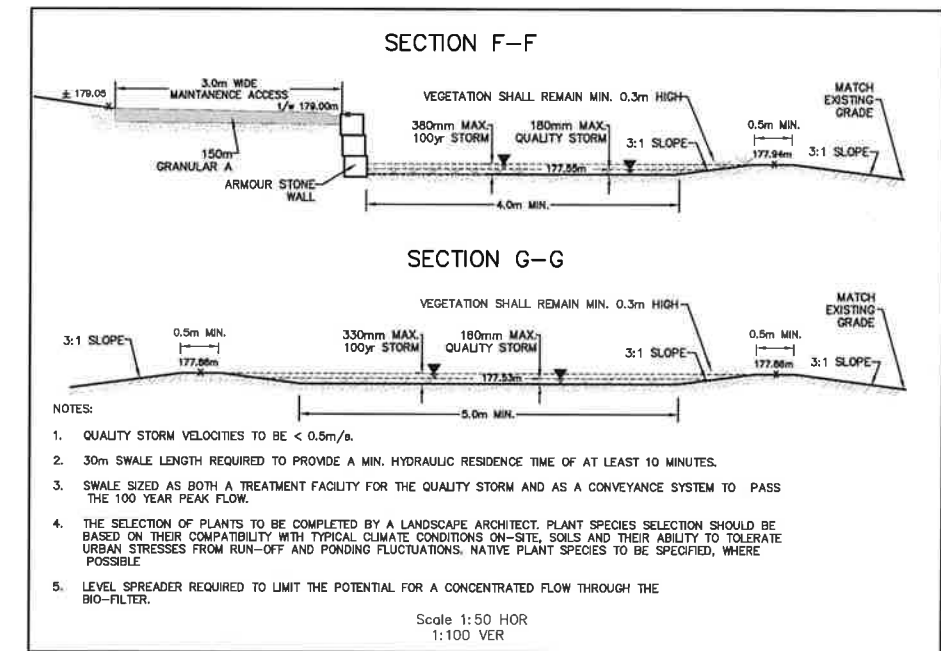 SECTION F-F
± 179.05
3.0m WIDE
MAINTANENCE ACCESS
t/w 179.00m
150m
GRANULAR A
ARMOUR STONE
WALL
VEGETATION SHALL REMAIN MIN. 0.3m HIGH
380mm MAX.
100yr STORM
180mm MAX.
QUALITY STORM
3:1 SLOPE
177.55m
4.0m MIN.
0.5m MIN.
177.94m
3:1 SLOPE
MATCH
EXISTING
GRADE
SECTION G-G
3:1 SLOPE
0.5m MIN.
177.86m
VEGETATION SHALL REMAIN MIN. 0.3m HIGH
330mm MAX.
100yr STORM
180mm MAX.
QUALITY STORM
3:1 SLOPE
177.53m
5.0m MIN.
0.5m MIN.
177.86m
3:1 SLOPE
MATCH
EXISTING
GRADE
NOTES:
1. QUALITY STORM VELOCITIES TO BE < 0.5m/s.
2. 30m SWALE LENGTH REQUIRED TO PROVIDE A MIN. HYDRAULIC RESIDENCE TIME OF AT LEAST 10 MINUTES.
3. SWALE SIZED AS BOTH A TREATMENT FACILITY FOR THE QUALITY STORM AND AS A CONVEYANCE SYSTEM TO PASS
THE 100 YEAR PEAK FLOW.
4. THE SELECTION OF PLANTS TO BE COMPLETED BY A LANDSCAPE ARCHITECT. PLANT SPECIES SELECTION SHOULD BE
BASED ON THEIR COMPATIBILITY WITH TYPICAL CLIMATE CONDITIONS ON-SITE, SOILS AND THEIR ABILITY TO TOLERATE
URBAN STRESSES FROM RUN-OFF AND PONDING FLUCTUATIONS. NATIVE PLANT SPECIES TO BE SPECIFIED, WHERE
POSSIBLE
5. LEVEL SPREADER REQUIRED TO LIMIT THE POTENTIAL FOR A CONCENTRATED FLOW THROUGH THE
BIO-FILTER.
Scale 1:50 HOR
1:100 VER